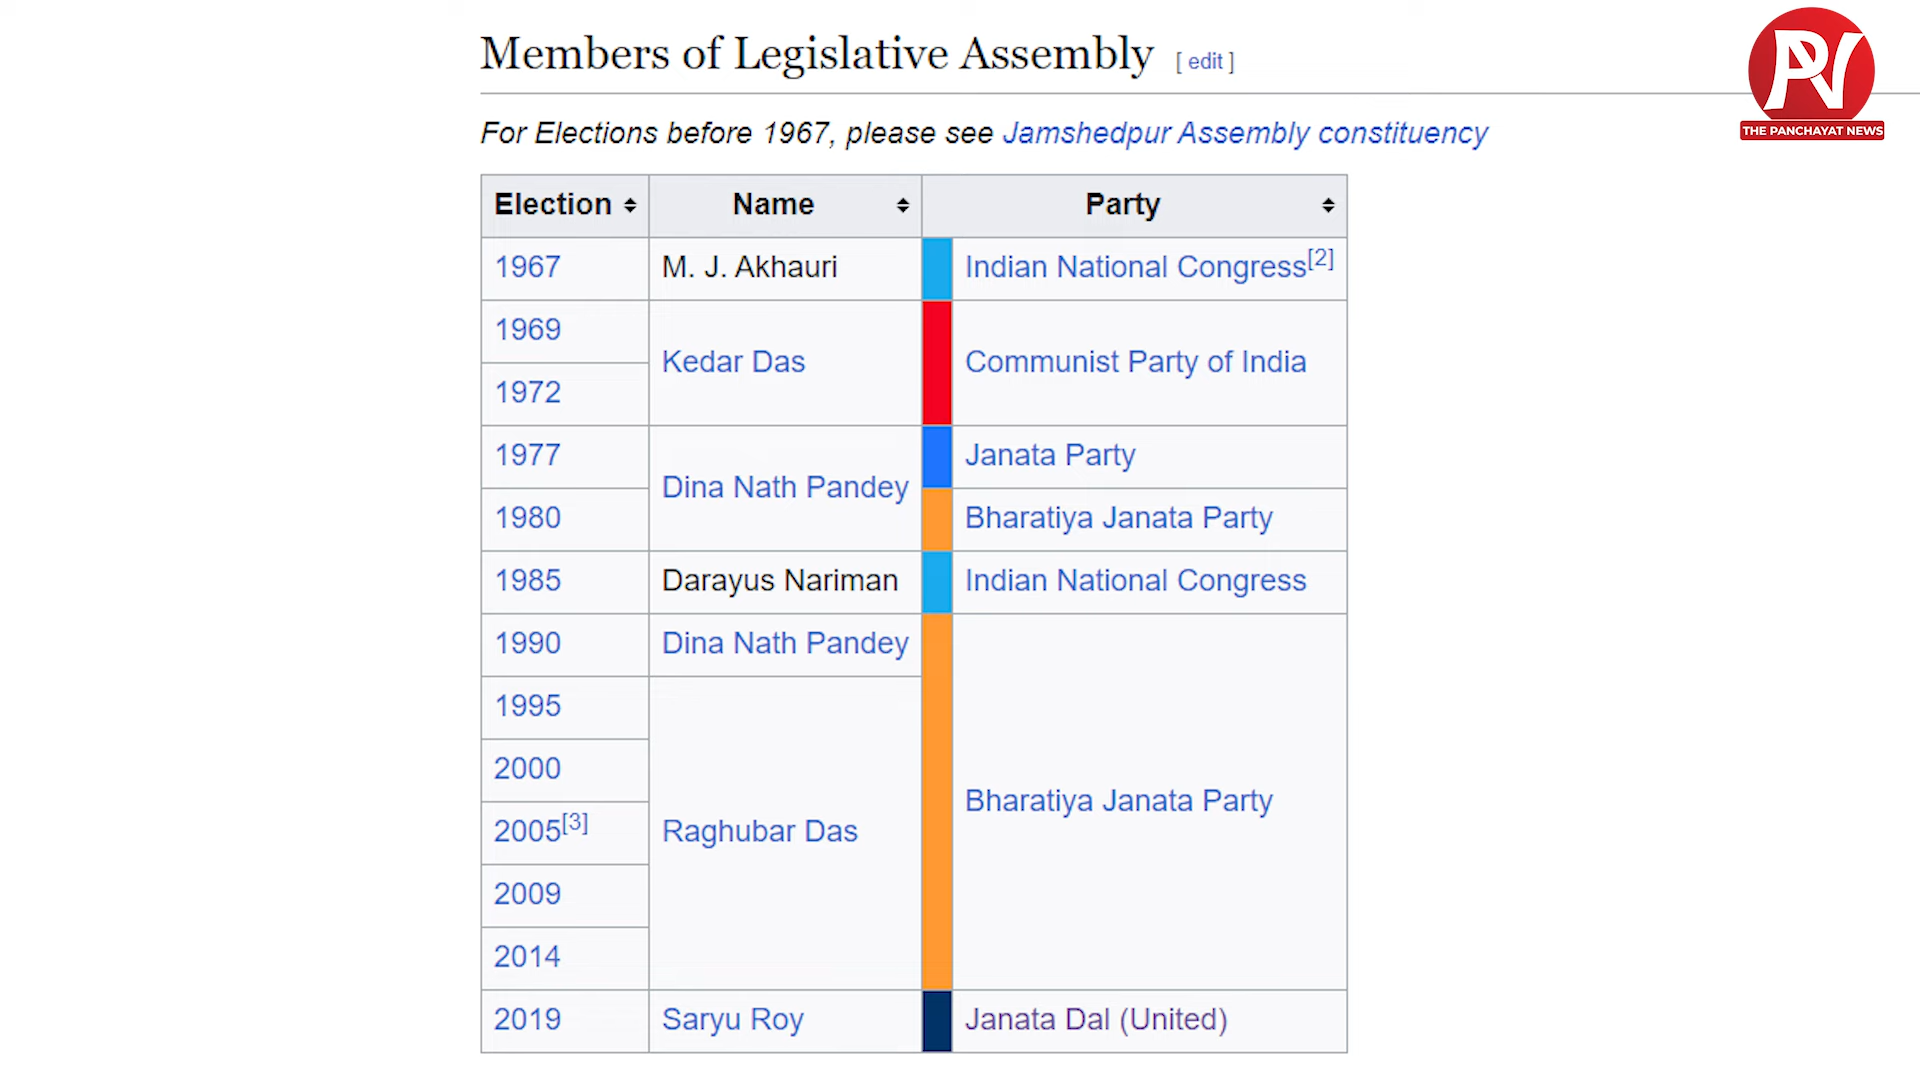 Members of Legislative Assembly [ edit ]
PN
THE PANCHAYAT NEWS
For Elections before 1967, please see Jamshedpur Assembly constituency
Election Name Party
1967 M. J. Akhauri Indian National Congress[2]
1969
Kedar Das Communist Party of India
1972
1977 Janata Party
Dina Nath Pandey
1980 Bharatiya Janata Party
1985 Darayus Nariman Indian National Congress
1990 Dina Nath Pandey
1995
2000
Bharatiya Janata Party
2005[3] Raghubar Das
2009
2014
2019 Saryu Roy Janata Dal (United)